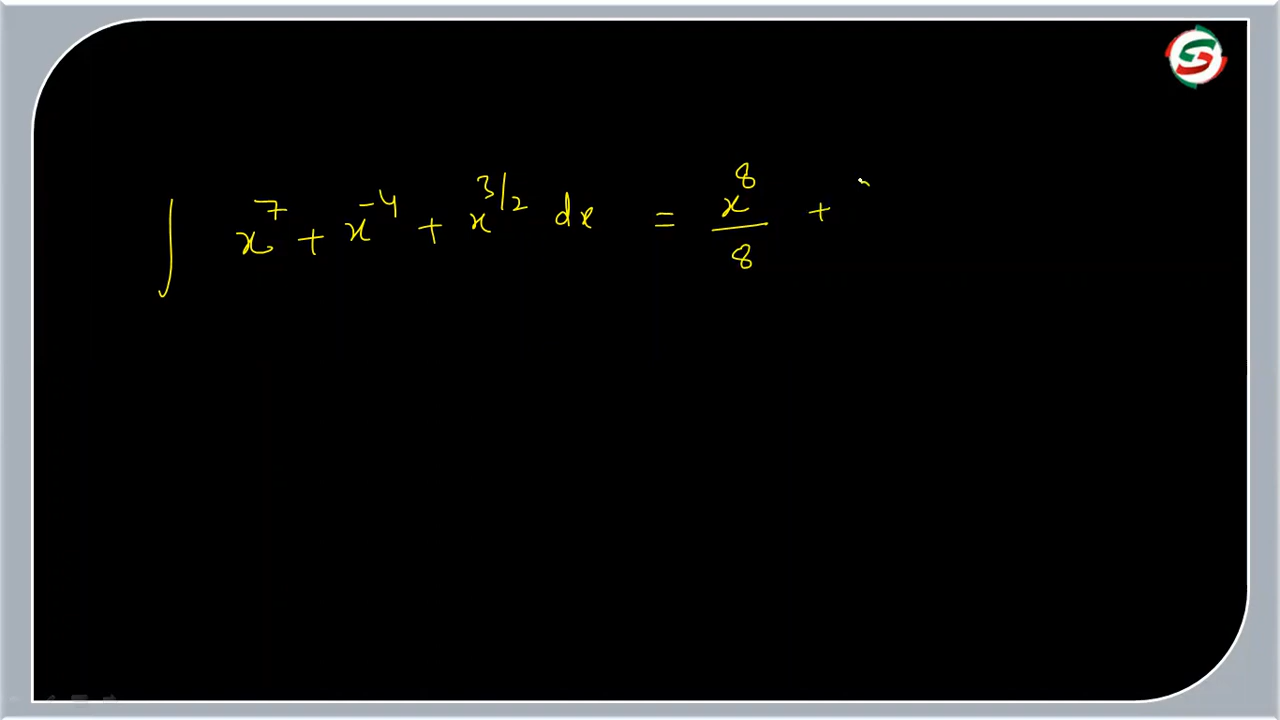 ∫ x^7 + x^-4 + x^3/2 dx = x^8/8 +